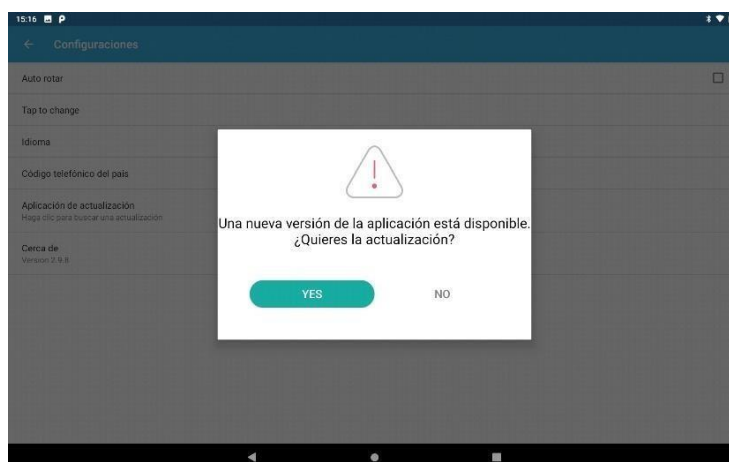 15:16
Configuraciones
Auto rotar
Tap to change
Idioma
Código telefónico del país
Aplicación de actualización
Haga clic para buscar una actualización
Cerca de
Version 2.9.8
Una nueva versión de la aplicación está disponible.
¿Quieres la actualización?
YES NO